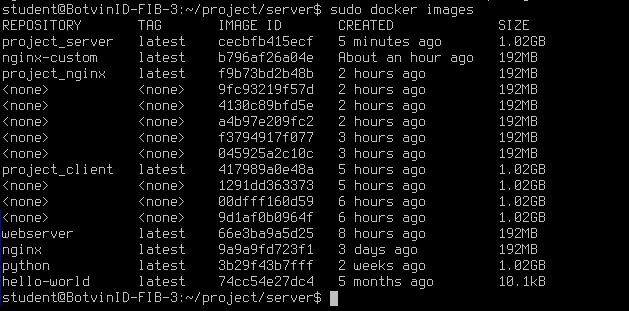 student@BotvinID-FIB-3:~/project/server$ sudo docker images
REPOSITORY TAG IMAGE ID CREATED SIZE
project_server latest cecbfb415ecf 5 minutes ago 1.02GB
nginx-custom latest b796af26a04e About an hour ago 192MB
project_nginx latest f9b73bd2b48b 2 hours ago 192MB
<none> <none> 9fc93219f57d 2 hours ago 192MB
<none> <none> 4130c89bfd5e 2 hours ago 192MB
<none> <none> a4b97e209fc2 2 hours ago 192MB
<none> <none> f3794917f077 3 hours ago 192MB
<none> <none> 045925a2c10c 3 hours ago 192MB
project_client latest 417989a0e48a 5 hours ago 1.02GB
<none> <none> 1291dd363373 5 hours ago 1.02GB
<none> <none> 00dfff160d59 6 hours ago 1.02GB
<none> <none> 9d1af0b0964f 6 hours ago 1.02GB
webserver latest 66e3ba9a5d25 8 hours ago 192MB
nginx latest 9a9a9fd723f1 3 days ago 192MB
python latest 3b29f43b7fff 2 weeks ago 1.02GB
hello-world latest 74cc54e27dc4 5 months ago 10.1kB
student@BotvinID-FIB-3:~/project/server$